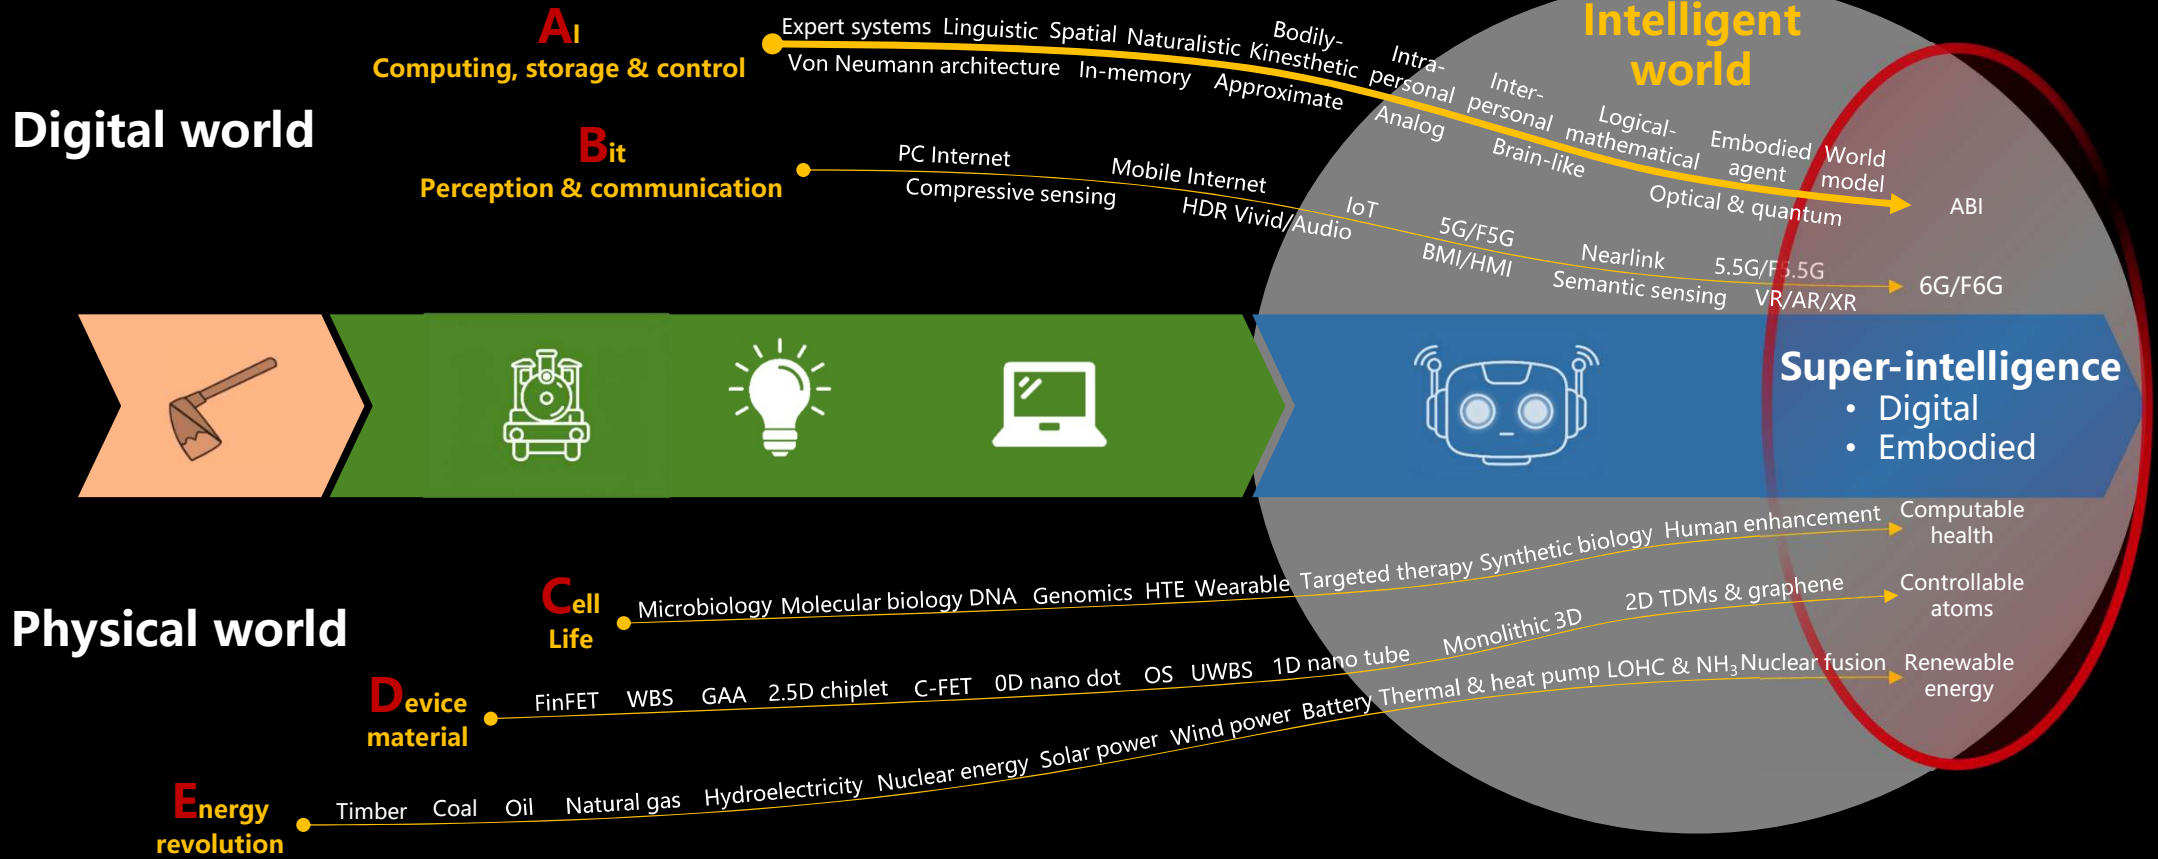 Intelligent
world
Digital world
AI
Computing, storage & control
Expert systems Linguistic Spatial Naturalistic Bodily-Kinesthetic Intra-personal Inter-personal Logical-mathematical Embodied agent World model
Von Neumann architecture In-memory Approximate Analog Brain-like Optical & quantum
ABI
Bit
Perception & communication
PC Internet Mobile Internet IoT 5G/F5G Nearlink 5.5G/F5.5G
Compressive sensing HDR Vivid/Audio BMI/HMI Semantic sensing VR/AR/XR
6G/F6G
Super-intelligence
• Digital
• Embodied
Physical world
Cell
Life
Microbiology Molecular biology DNA Genomics HTE Wearable Targeted therapy Synthetic biology Human enhancement
Computable
health
Device
material
FinFET WBS GAA 2.5D chiplet C-FET 0D nano dot OS UWBS 1D nano tube Monolithic 3D 2D TDMs & graphene
Controllable
atoms
Energy
revolution
Timber Coal Oil Natural gas Hydroelectricity Nuclear energy Solar power Wind power Battery Thermal & heat pump LOHC & NH₃ Nuclear fusion
Renewable
energy